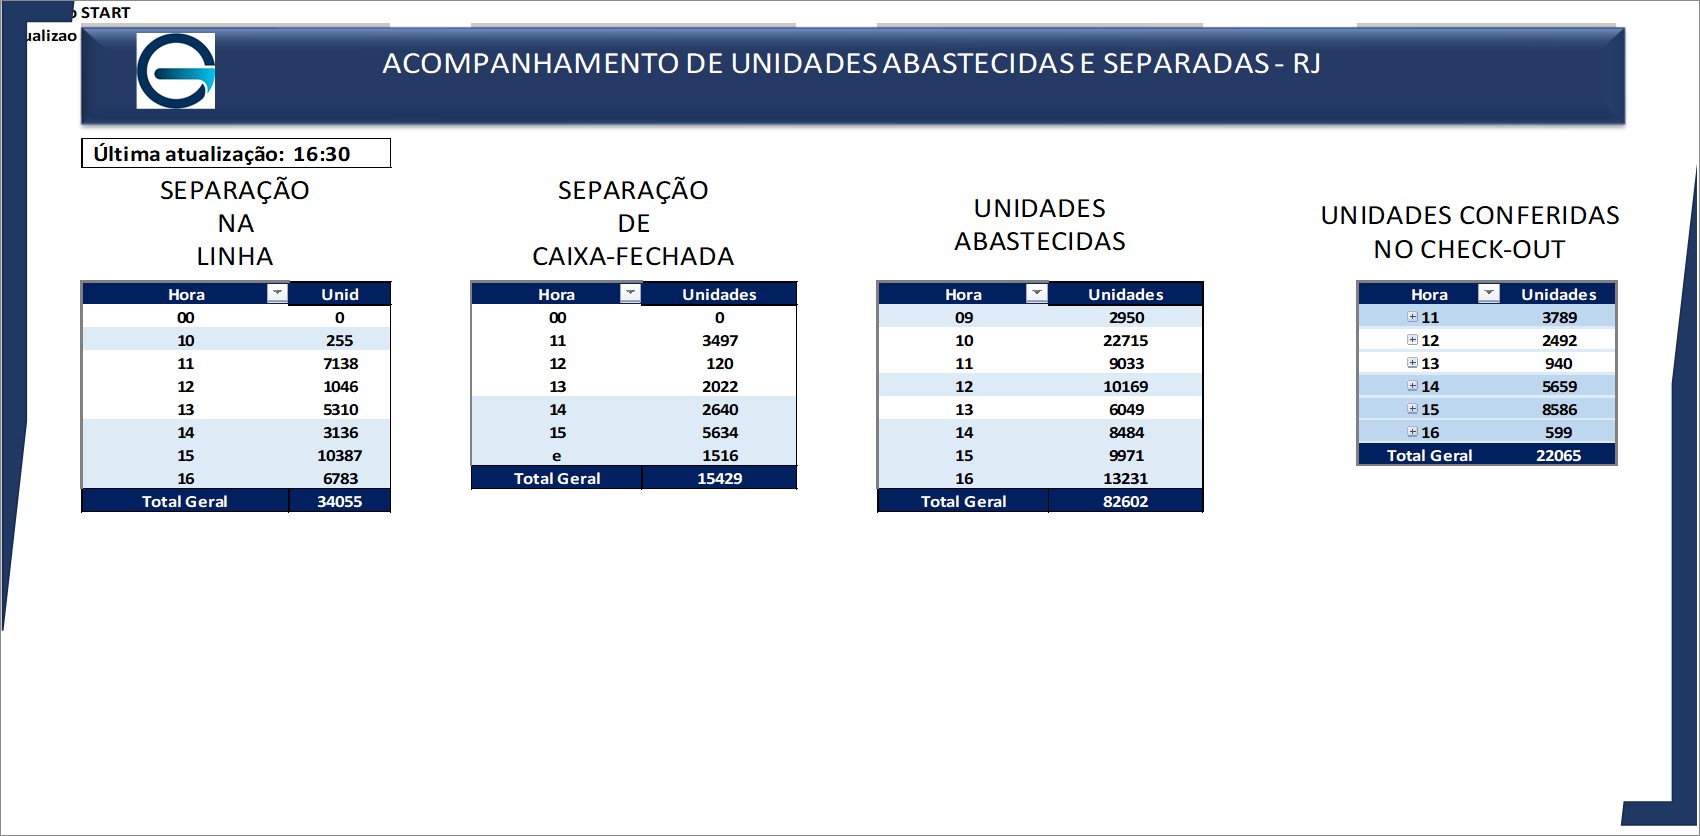 START
ualizao
ACOMPANHAMENTO DE UNIDADES ABASTECIDAS E SEPARADAS - RJ
Última atualização: 16:30
SEPARAÇÃO
NA
LINHA
Hora Unid
00 0
10 255
11 7138
12 1046
13 5310
14 3136
15 10387
16 6783
Total Geral 34055
SEPARAÇÃO
DE
CAIXA-FECHADA
Hora Unidades
00 0
11 3497
12 120
13 2022
14 2640
15 5634
e 1516
Total Geral 15429
UNIDADES
ABASTECIDAS
Hora Unidades
09 2950
10 22715
11 9033
12 10169
13 6049
14 8484
15 9971
16 13231
Total Geral 82602
UNIDADES CONFERIDAS
NO CHECK-OUT
Hora Unidades
11 3789
12 2492
13 940
14 5659
15 8586
16 599
Total Geral 22065